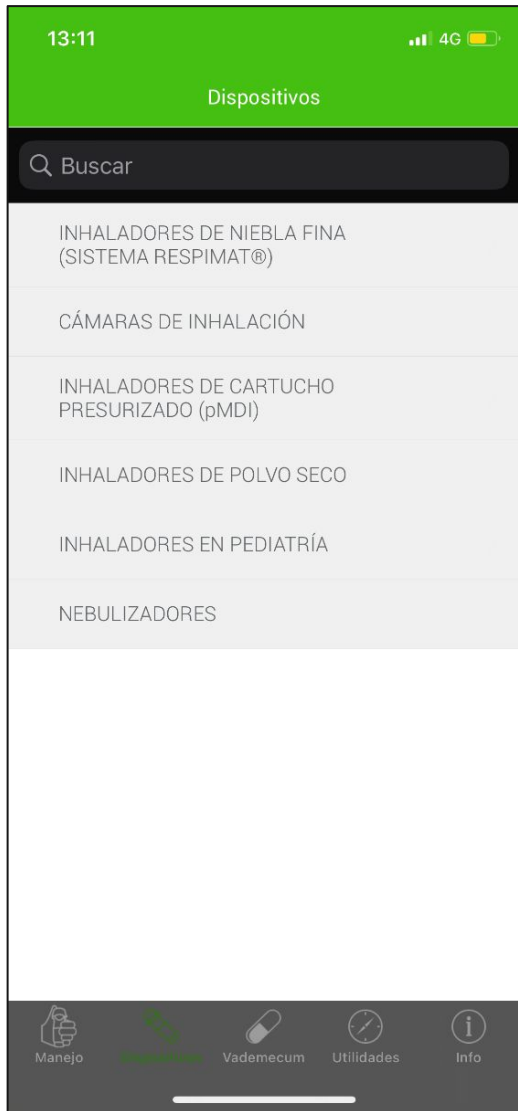 13:11
4G
Dispositivos
Buscar
INHALADORES DE NIEBLA FINA
(SISTEMA RESPIMAT®)
CÁMARAS DE INHALACIÓN
INHALADORES DE CARTUCHO
PRESURIZADO (pMDI)
INHALADORES DE POLVO SECO
INHALADORES EN PEDIATRÍA
NEBULIZADORES
Manejo Dispositivos Vademecum Utilidades Info